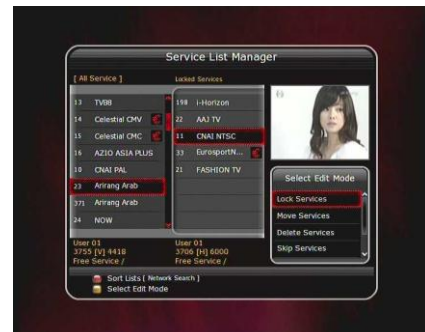 Service List Manager
[ All Service ]
Locked Services
13 TVB8
14 Celestial CMV
15 Celestial CMC
16 AZIO ASIA PLUS
10 CNAI PAL
23 Arirang Arab
371 Arirang Arab
24 NOW
198 i-Horizon
22 AAJ TV
11 CNAI NTSC
33 EurosportN...
21 FASHION TV
Select Edit Mode
Lock Services
Move Services
Delete Services
Skip Services
User 01
3755 [V] 4418
Free Service /
User 01
3706 [H] 6000
Free Service /
Sort Lists ( Network Search )
Select Edit Mode